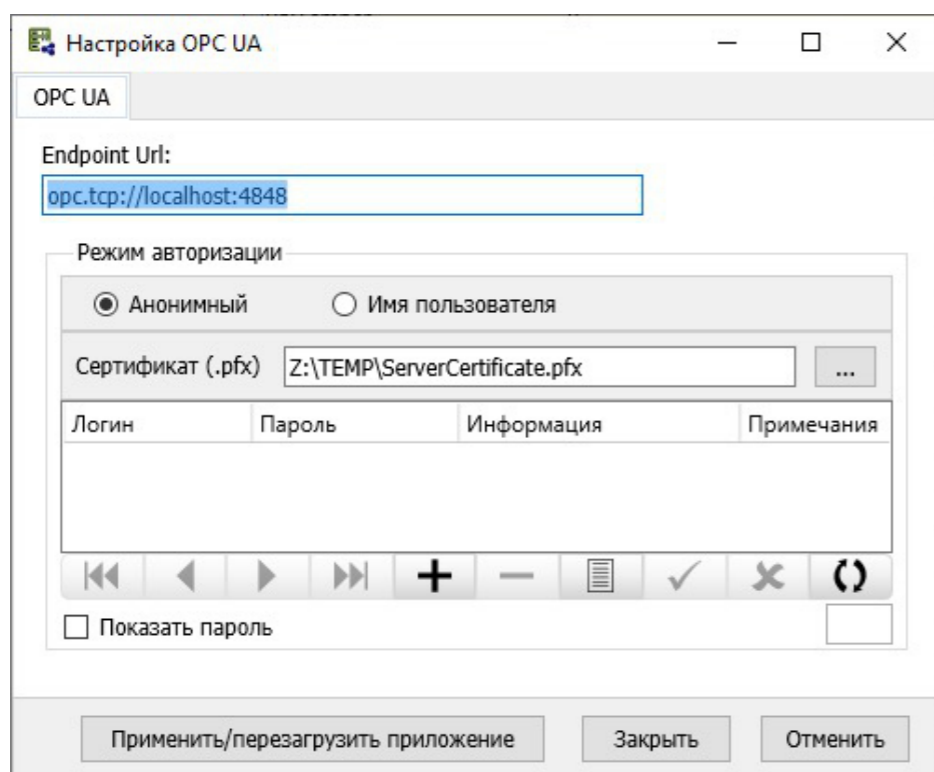 Настройка OPC UA
OPC UA
Endpoint Url:
opc.tcp://localhost:4848
Режим авторизации
Анонимный Имя пользователя
Сертификат (.pfx) Z:\TEMP\ServerCertificate.pfx ...
Логин Пароль Информация Примечания
Показать пароль
Применить/перезагрузить приложение Закрыть Отменить